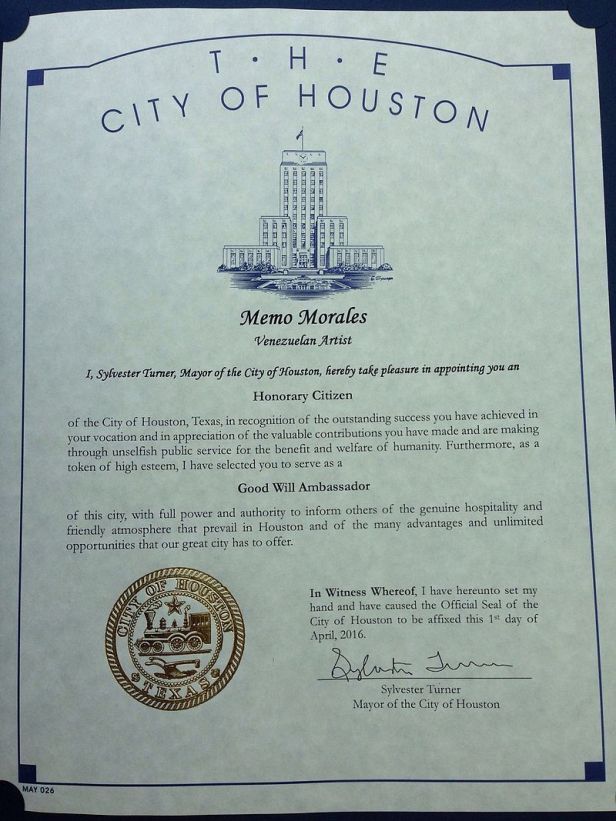 T · H · E
CITY OF HOUSTON
Memo Morales
Venezuelan Artist
I, Sylvester Turner, Mayor of the City of Houston, hereby take pleasure in appointing you an
Honorary Citizen
of the City of Houston, Texas, in recognition of the outstanding success you have achieved in
your vocation and in appreciation of the valuable contributions you have made and are making
through unselfish public service for the benefit and welfare of humanity. Furthermore, as a
token of high esteem, I have selected you to serve as a
Good Will Ambassador
of this city, with full power and authority to inform others of the genuine hospitality and
friendly atmosphere that prevail in Houston and of the many advantages and unlimited
opportunities that our great city has to offer.
CITY OF HOUSTON
TEXAS
In Witness Whereof, I have hereunto set my
hand and have caused the Official Seal of the
City of Houston to be affixed this 1st day of
April, 2016.
Sylvester Turner
Sylvester Turner
Mayor of the City of Houston
MAY 026